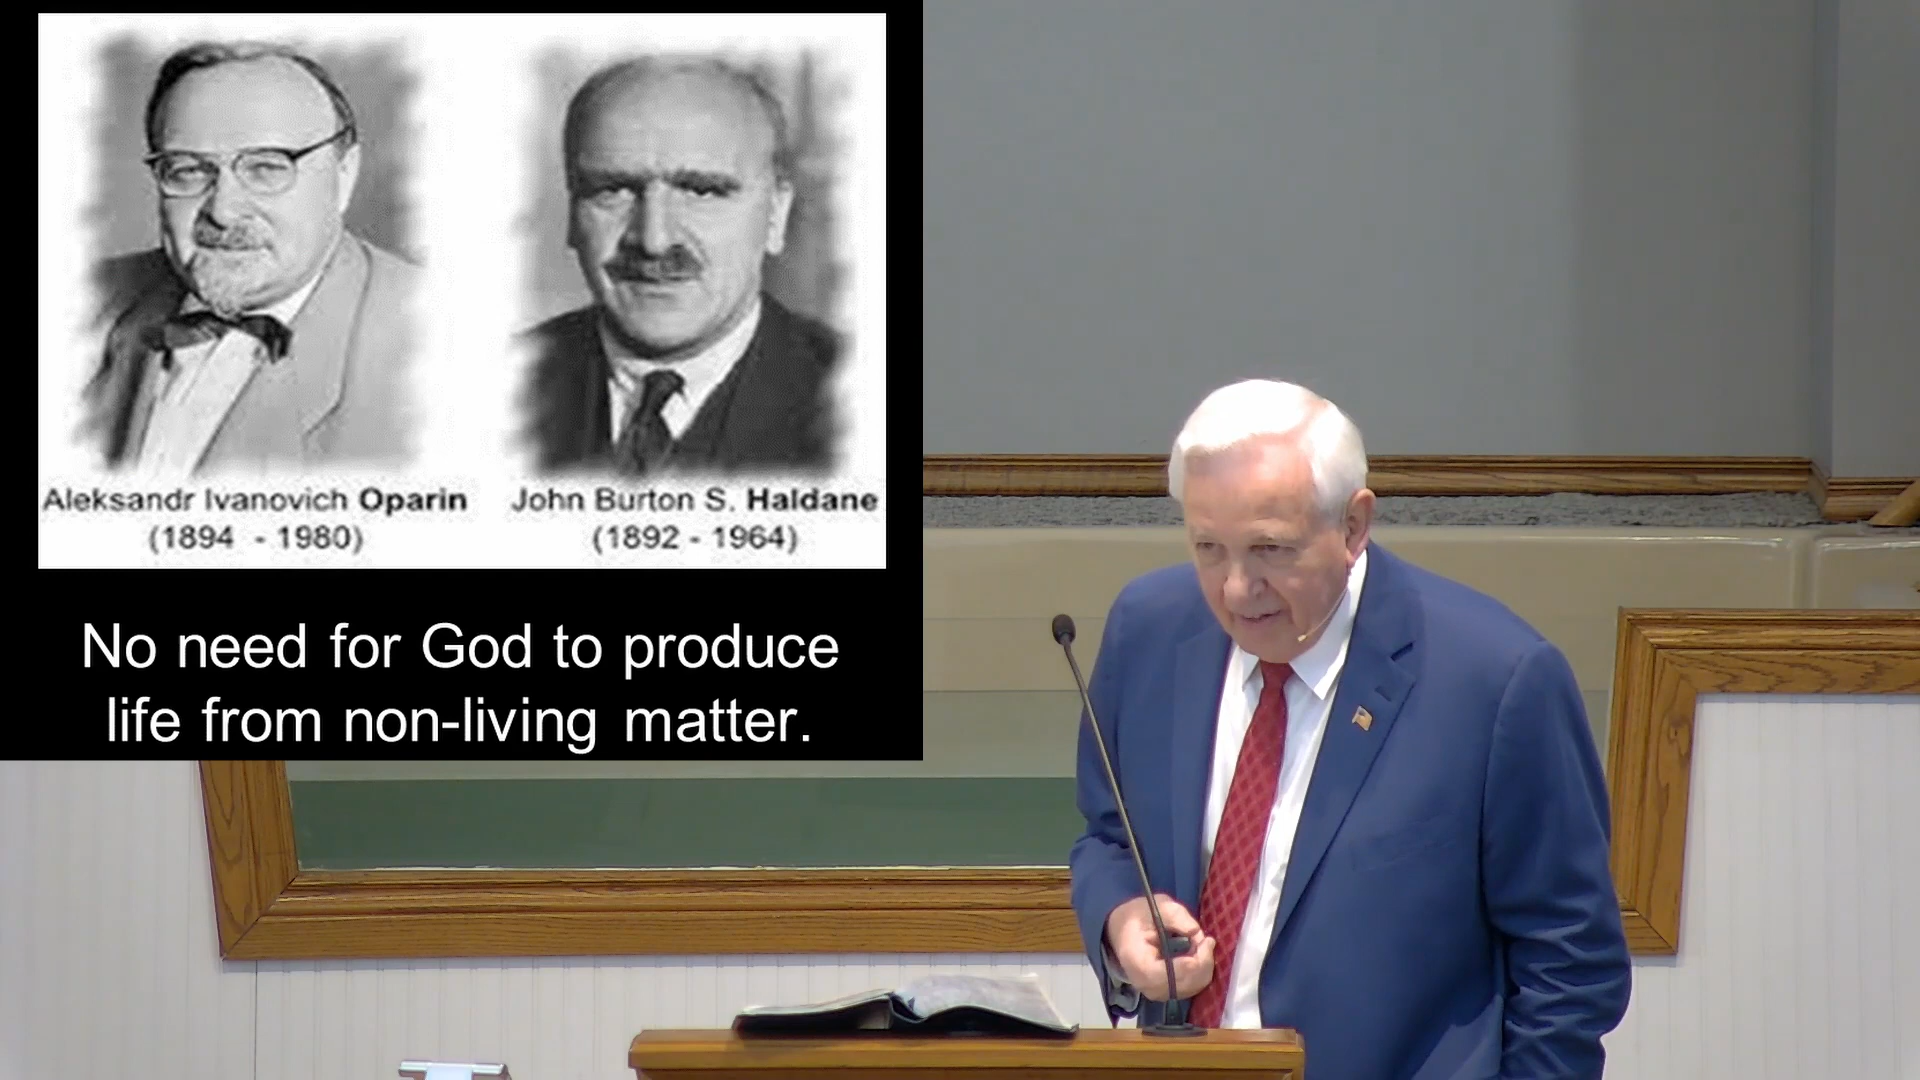 Aleksandr Ivanovich Oparin
(1894 - 1980)
John Burton S. Haldane
(1892 - 1964)
No need for God to produce
life from non-living matter.